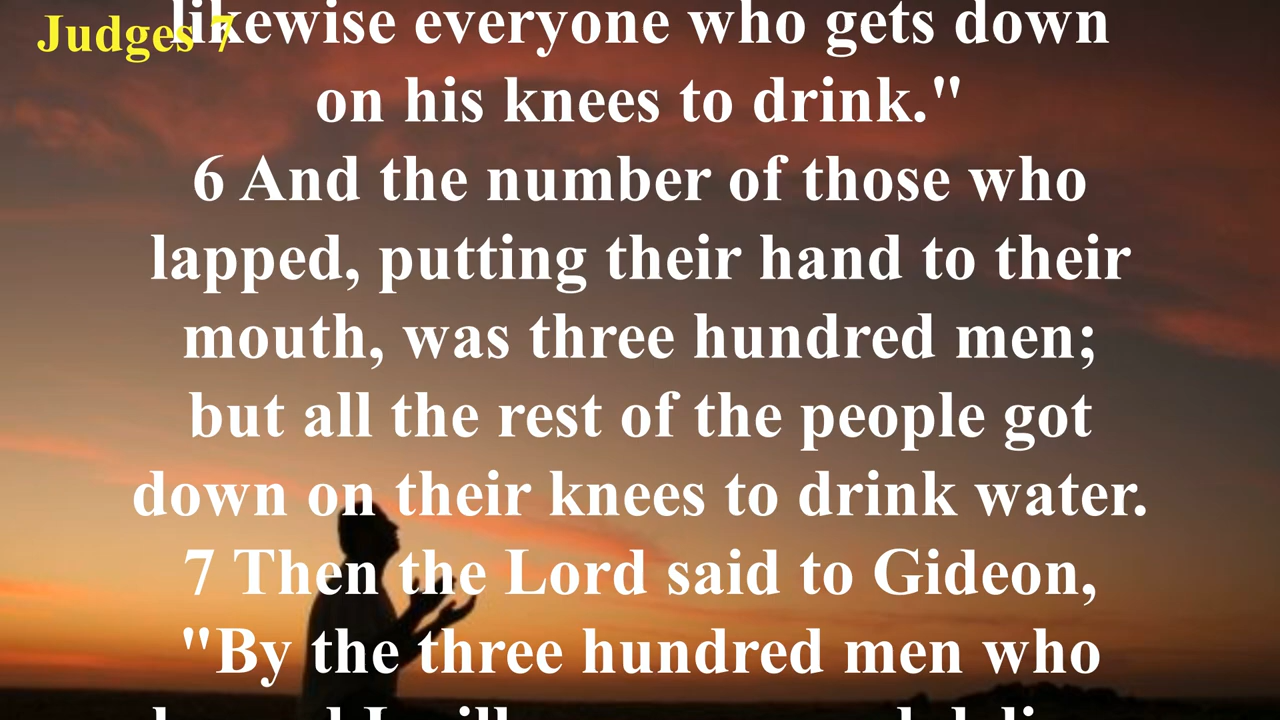 Judges 7
likewise everyone who gets down
on his knees to drink."
6 And the number of those who
lapped, putting their hand to their
mouth, was three hundred men;
but all the rest of the people got
down on their knees to drink water.
7 Then the Lord said to Gideon,
"By the three hundred men who